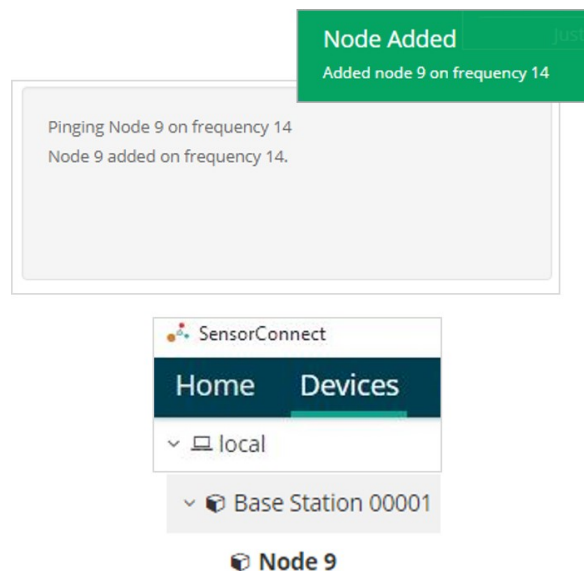 Node Added
Just
Added node 9 on frequency 14
Pinging Node 9 on frequency 14
Node 9 added on frequency 14.
SensorConnect
Home Devices
local
Base Station 00001
Node 9